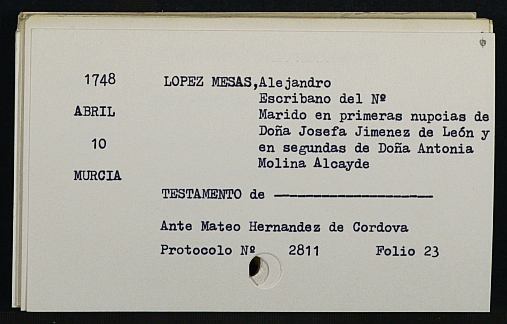 1748 LOPEZ MESAS,Alejandro
Escribano del Nº
ABRIL Marido en primeras nupcias de
Doña Josefa Jimenez de León y
10 en segundas de Doña Antonia
Molina Alcayde
MURCIA
TESTAMENTO de --------------------
Ante Mateo Hernandez de Cordova
Protocolo Nº 2811 Folio 23